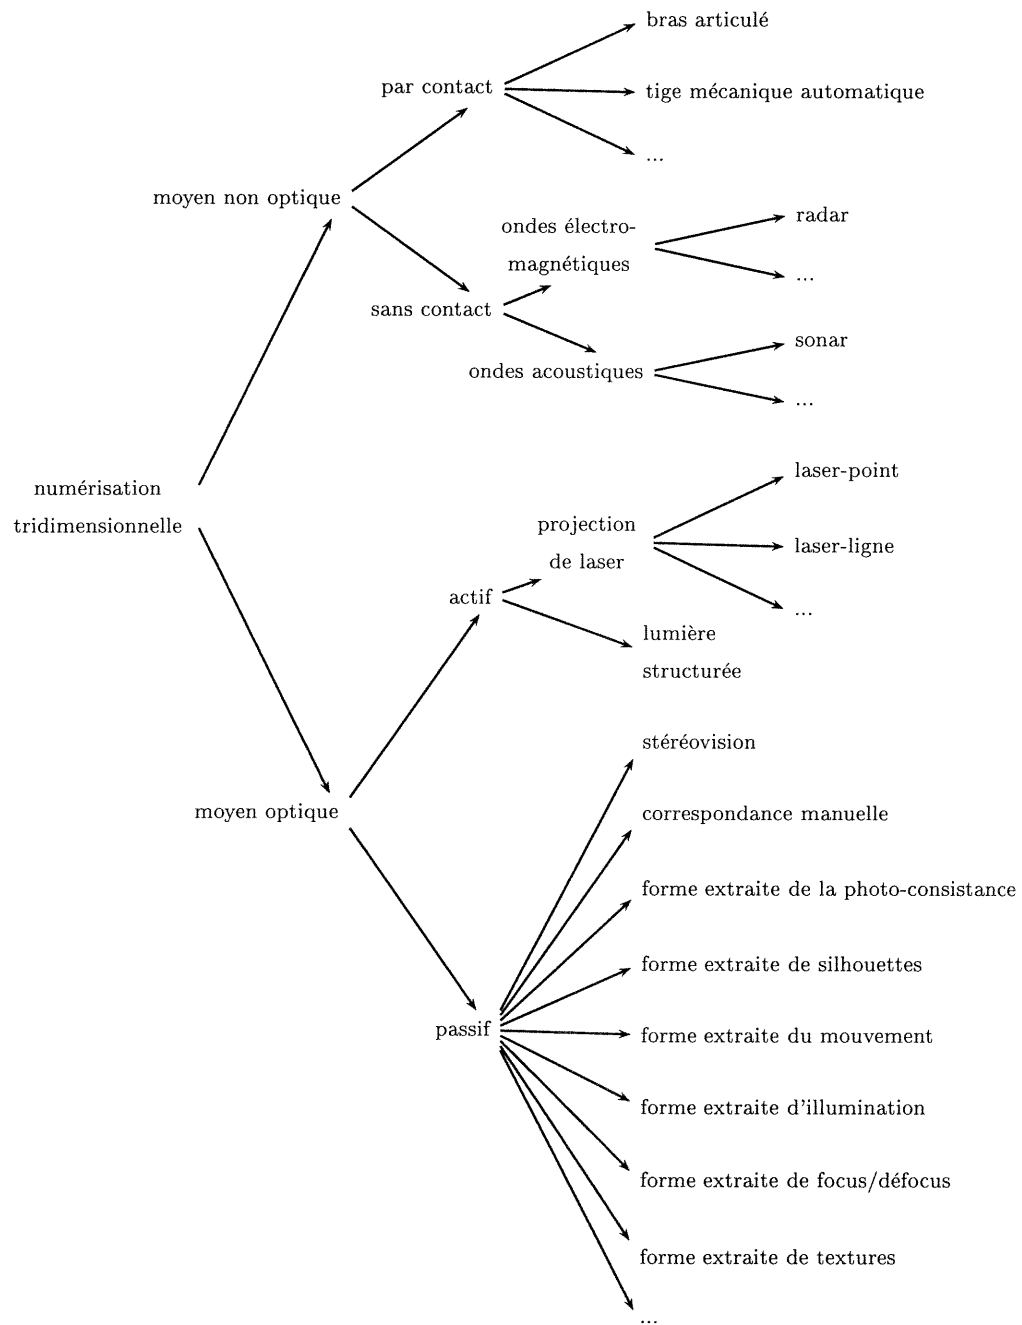 bras articulé
par contact
tige mécanique automatique
...
moyen non optique
ondes électro-
magnétiques
radar
...
sans contact
sonar
ondes acoustiques
...
numérisation
tridimensionnelle
laser-point
projection
de laser
laser-ligne
actif
...
lumière
structurée
stéréovision
moyen optique
correspondance manuelle
forme extraite de la photo-consistance
forme extraite de silhouettes
passif
forme extraite du mouvement
forme extraite d'illumination
forme extraite de focus/défocus
forme extraite de textures
...